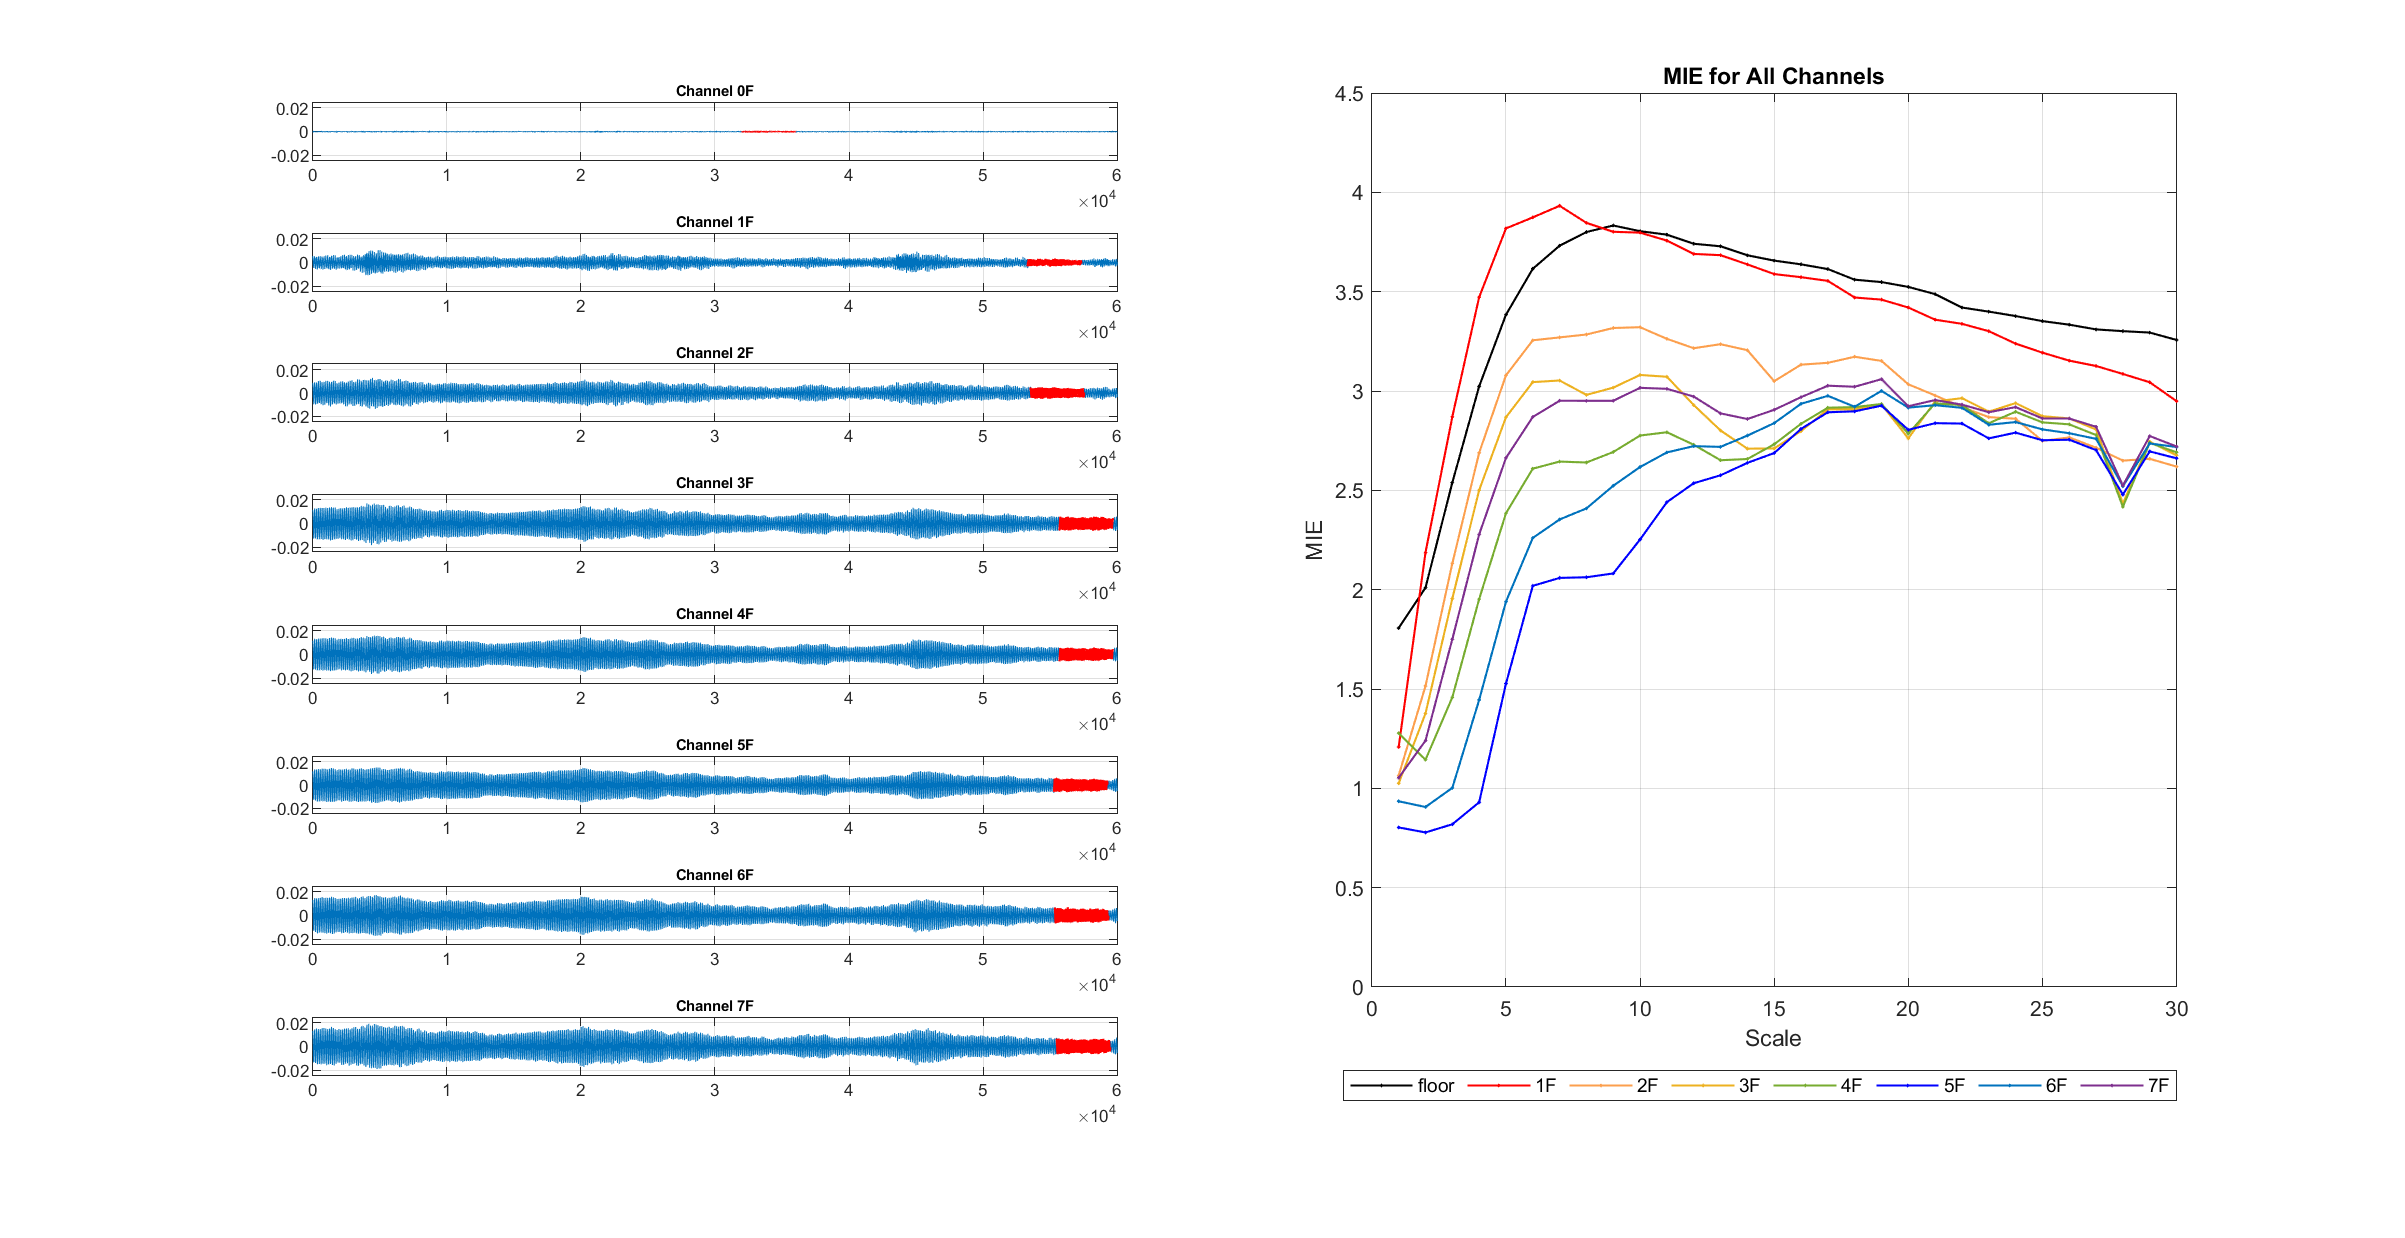 Channel 0F
0.02
0
-0.02
0 1 2 3 4 5 6
×10^4
Channel 1F
0.02
0
-0.02
0 1 2 3 4 5 6
×10^4
Channel 2F
0.02
0
-0.02
0 1 2 3 4 5 6
×10^4
Channel 3F
0.02
0
-0.02
0 1 2 3 4 5 6
×10^4
Channel 4F
0.02
0
-0.02
0 1 2 3 4 5 6
×10^4
Channel 5F
0.02
0
-0.02
0 1 2 3 4 5 6
×10^4
Channel 6F
0.02
0
-0.02
0 1 2 3 4 5 6
×10^4
Channel 7F
0.02
0
-0.02
0 1 2 3 4 5 6
×10^4
MIE for All Channels
4.5
4
3.5
3
2.5
2
1.5
1
0.5
0
MIE
0 5 10 15 20 25 30
Scale
floor 1F 2F 3F 4F 5F 6F 7F